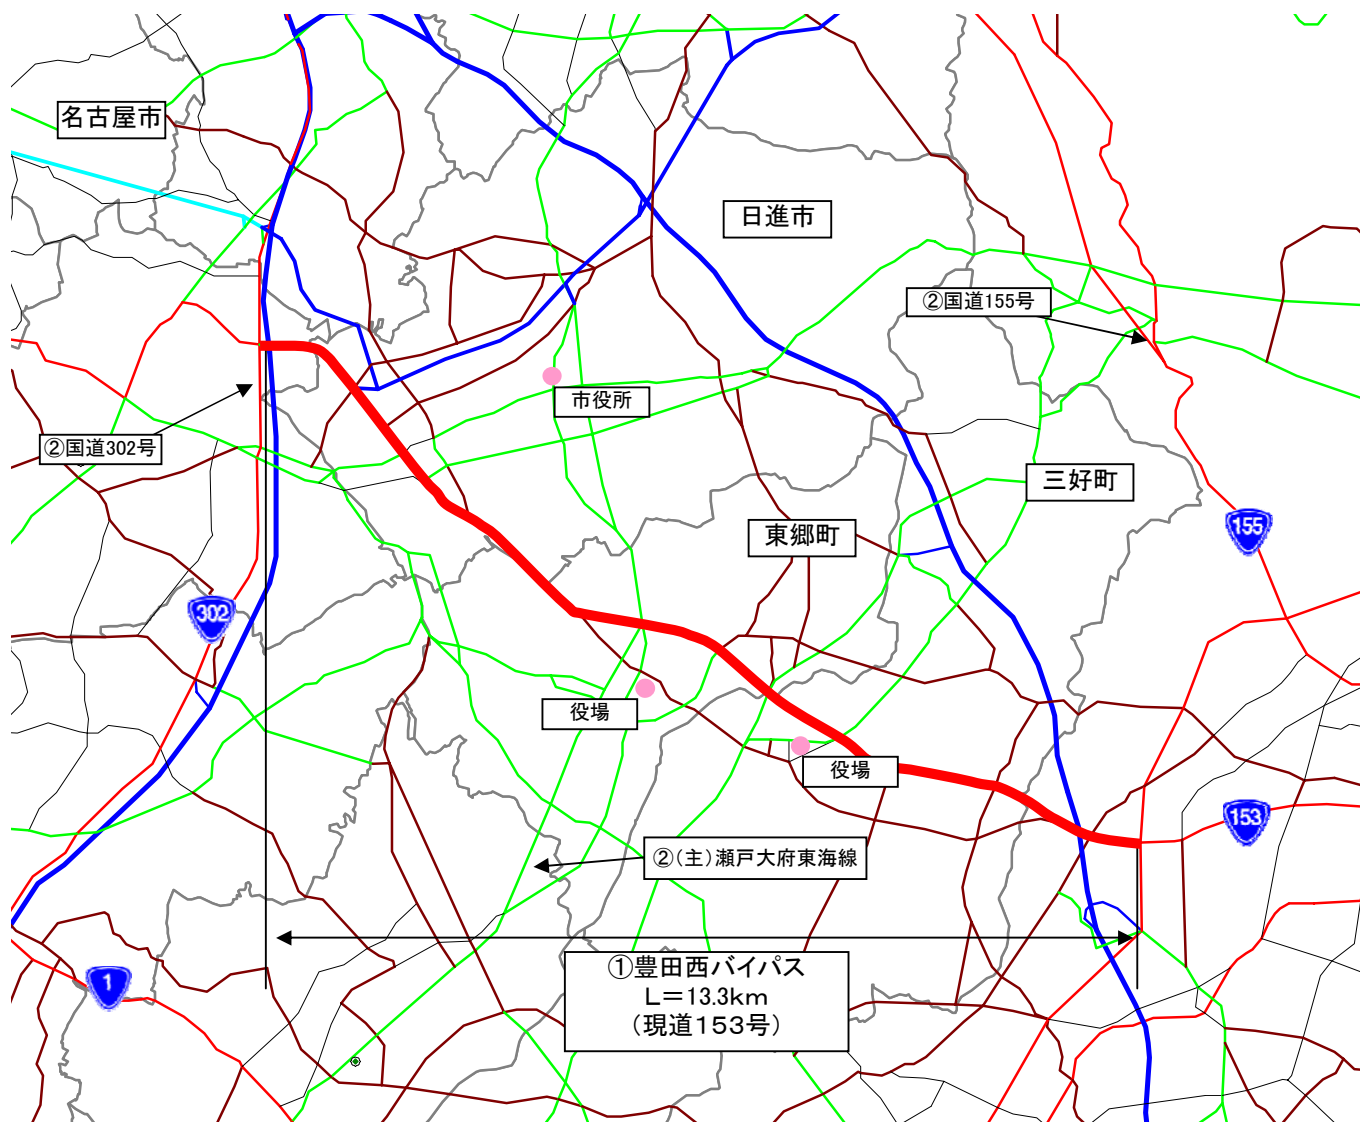 名古屋市
日進市
②国道155号
市役所
②国道302号
三好町
155
東郷町
302
役場
役場
153
②(主)瀬戸大府東海線
①豊田西バイパス
L=13.3km
(現道153号)
1